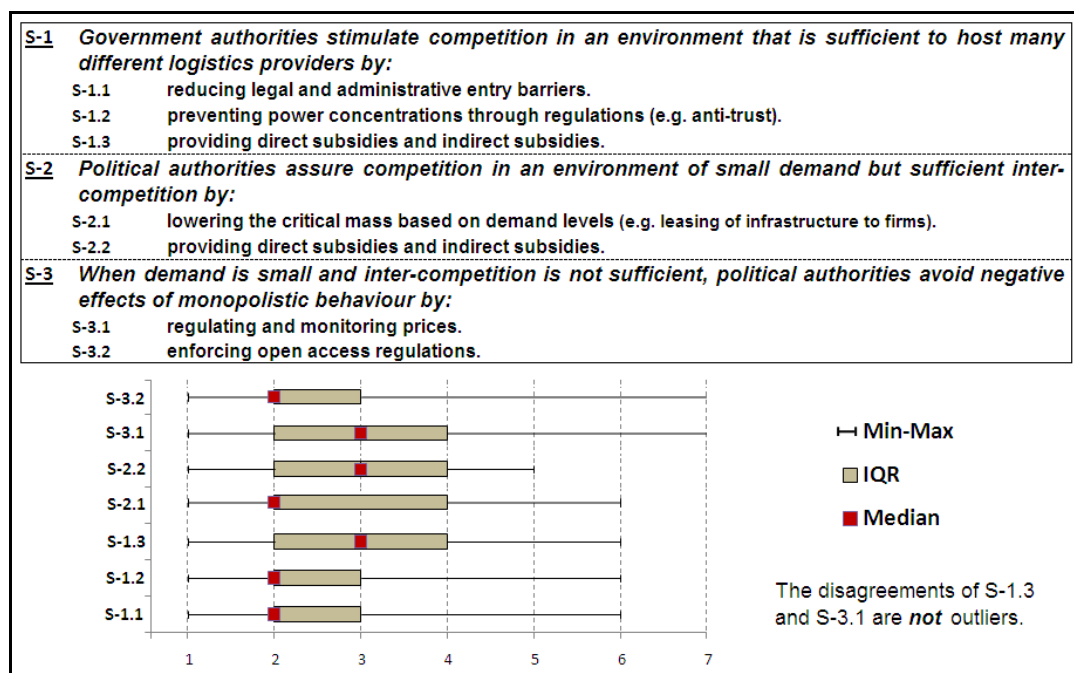 S-1 Government authorities stimulate competition in an environment that is sufficient to host many
different logistics providers by:
S-1.1 reducing legal and administrative entry barriers.
S-1.2 preventing power concentrations through regulations (e.g. anti-trust).
S-1.3 providing direct subsidies and indirect subsidies.
S-2 Political authorities assure competition in an environment of small demand but sufficient inter-
competition by:
S-2.1 lowering the critical mass based on demand levels (e.g. leasing of infrastructure to firms).
S-2.2 providing direct subsidies and indirect subsidies.
S-3 When demand is small and inter-competition is not sufficient, political authorities avoid negative
effects of monopolistic behaviour by:
S-3.1 regulating and monitoring prices.
S-3.2 enforcing open access regulations.
S-3.2
S-3.1
S-2.2
S-2.1
S-1.3
S-1.2
S-1.1
1 2 3 4 5 6 7
Min-Max
IQR
Median
The disagreements of S-1.3
and S-3.1 are not outliers.